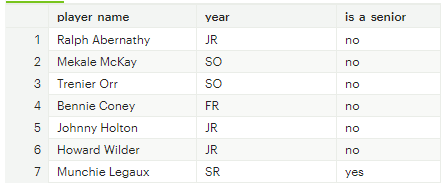 player name year is a senior
1 Ralph Abernathy JR no
2 Mekale McKay SO no
3 Trenier Orr SO no
4 Bennie Coney FR no
5 Johnny Holton JR no
6 Howard Wilder JR no
7 Munchie Legaux SR yes